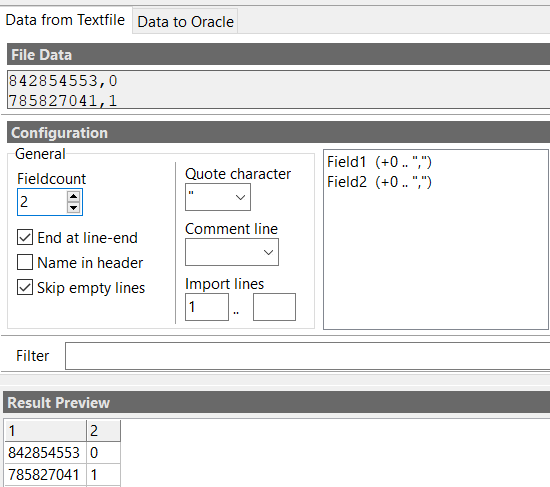 Data from Textfile Data to Oracle
File Data
842854553,0
785827041,1
Configuration
General
Fieldcount
2
End at line-end
Name in header
Skip empty lines
Quote character
"
Comment line
Import lines
1 ..
Field1 (+0 .. ",")
Field2 (+0 .. ",")
Filter
Result Preview
1 2
842854553 0
785827041 1